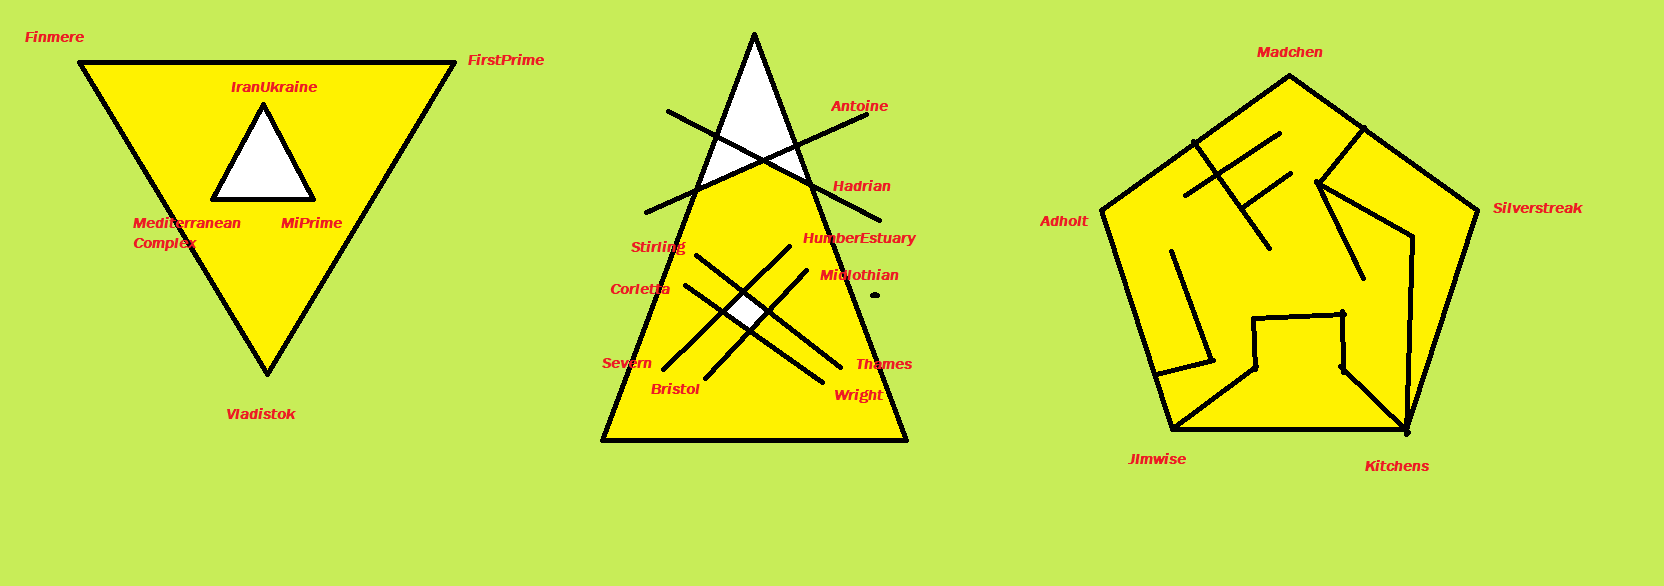 Finmere
FirstPrime
IranUkraine
Mediterranean
Complex
MiPrime
Vladistok
Antoine
Hadrian
Stirling
HumberEstuary
Corletta
Midlothian
Severn
Bristol
Thames
Wright
Madchen
Adholt
Silverstreak
JImwise
Kitchens